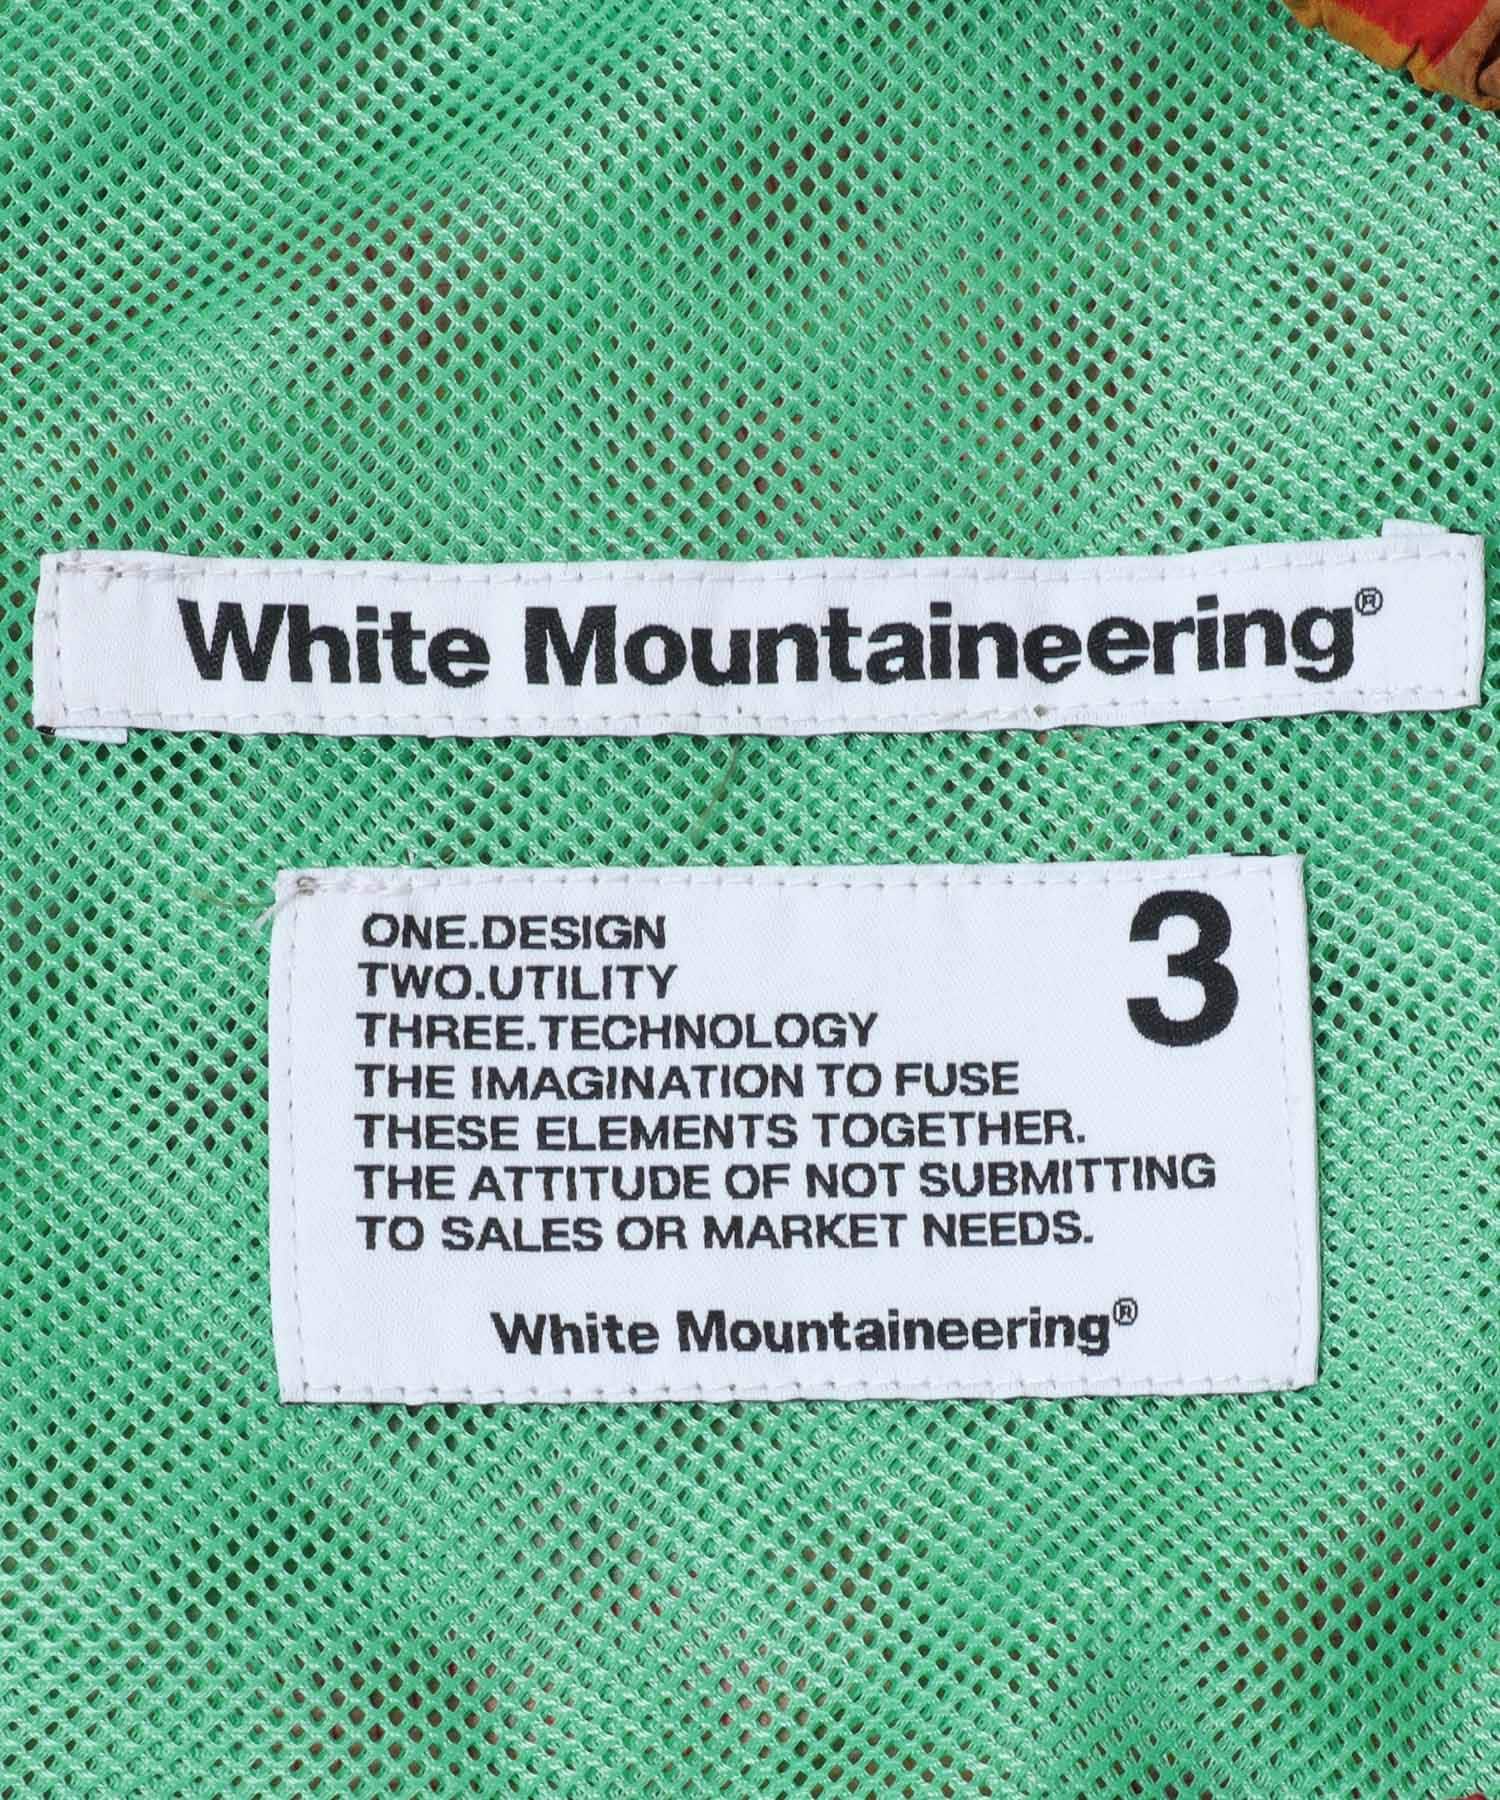 White Mountaineering®
3
ONE.DESIGN
TWO.UTILITY
THREE.TECHNOLOGY
THE IMAGINATION TO FUSE
THESE ELEMENTS TOGETHER.
THE ATTITUDE OF NOT SUBMITTING
TO SALES OR MARKET NEEDS.
White Mountaineering®